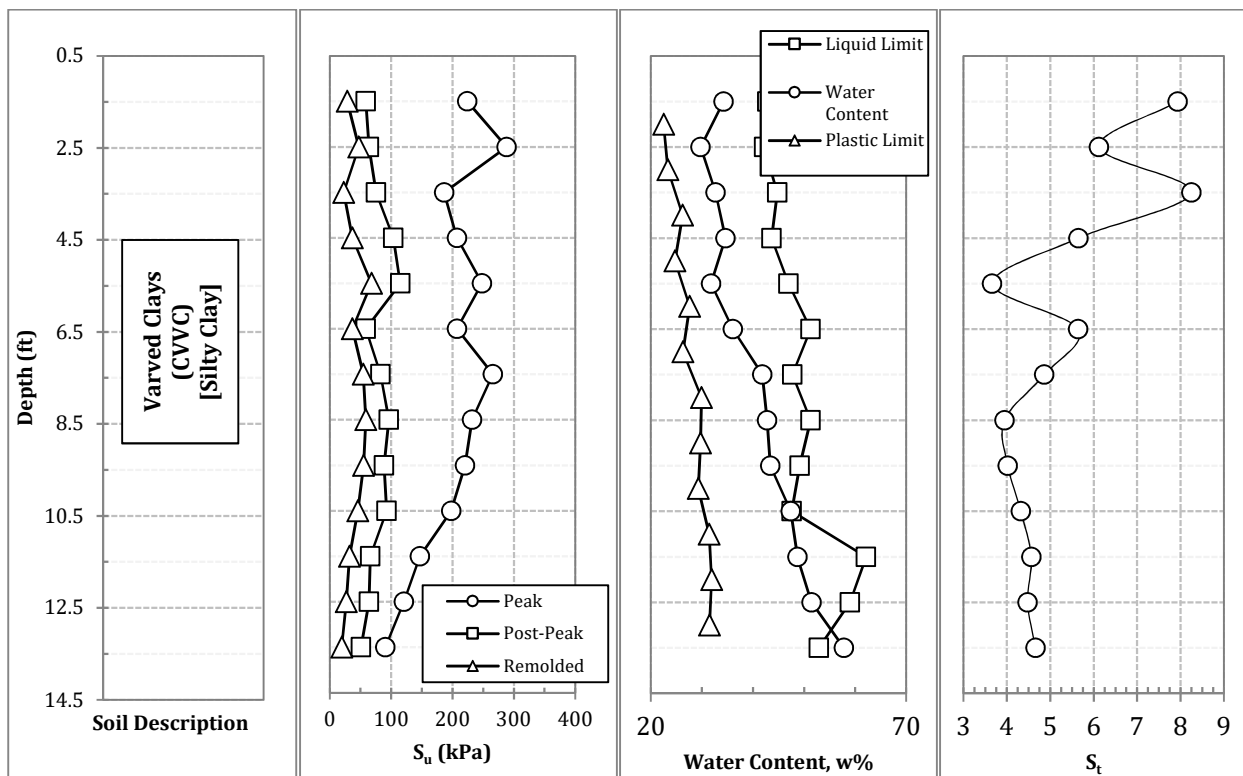 Depth (ft)
0.5
2.5
4.5
6.5
8.5
10.5
12.5
14.5
Varved Clays
(CVVC)
[Silty Clay]
Soil Description
Peak
Post-Peak
Remolded
0 100 200 300 400
Su (kPa)
Liquid Limit
Water
Content
Plastic Limit
20 70
Water Content, w%
3 4 5 6 7 8 9
St